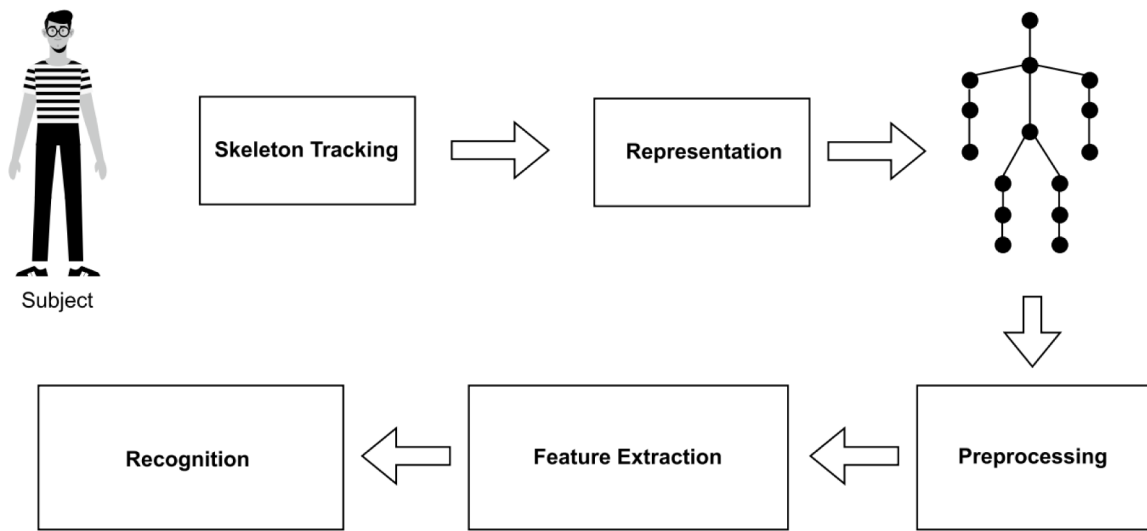 Skeleton Tracking
Representation
Subject
Recognition
Feature Extraction
Preprocessing